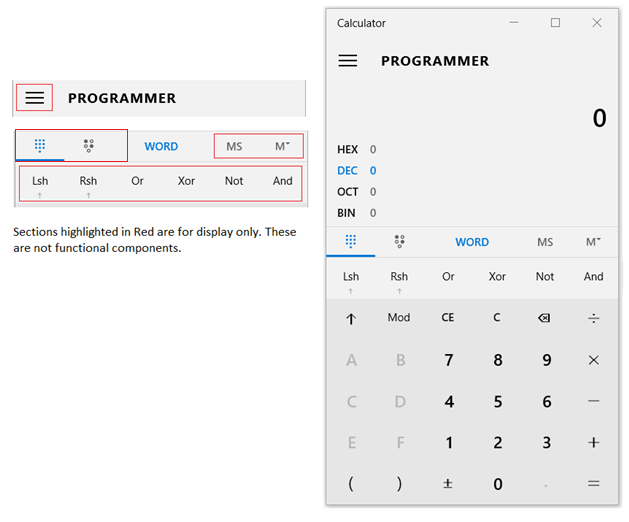 PROGRAMMER
WORD MS M˅
Lsh Rsh Or Xor Not And
↑ ↑
Sections highlighted in Red are for display only. These
are not functional components.
Calculator
PROGRAMMER
0
HEX 0
DEC 0
OCT 0
BIN 0
WORD MS M˅
Lsh Rsh Or Xor Not And
↑ ↑
↑ Mod CE C ⌫ ÷
A B 7 8 9 ×
C D 4 5 6 −
E F 1 2 3 +
( ) ± 0 . =